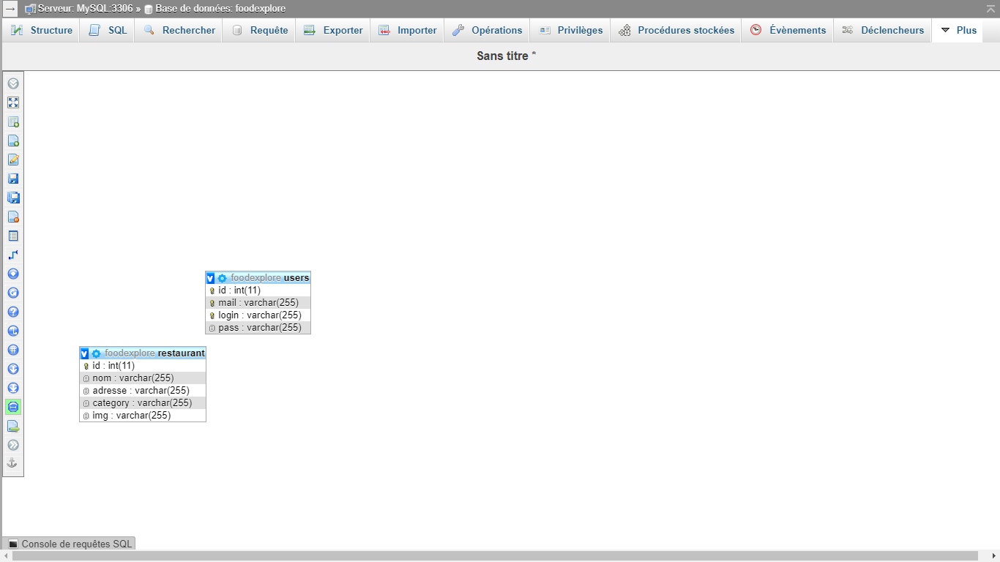 Serveur: MySQL:3306 » Base de données: foodexplore
Structure SQL Rechercher Requête Exporter Importer Opérations Privilèges Procédures stockées Évènements Déclencheurs Plus
Sans titre *
v foodexplore users
id : int(11)
mail : varchar(255)
login : varchar(255)
pass : varchar(255)
v foodexplore restaurant
id : int(11)
nom : varchar(255)
adresse : varchar(255)
category : varchar(255)
img : varchar(255)
Console de requêtes SQL